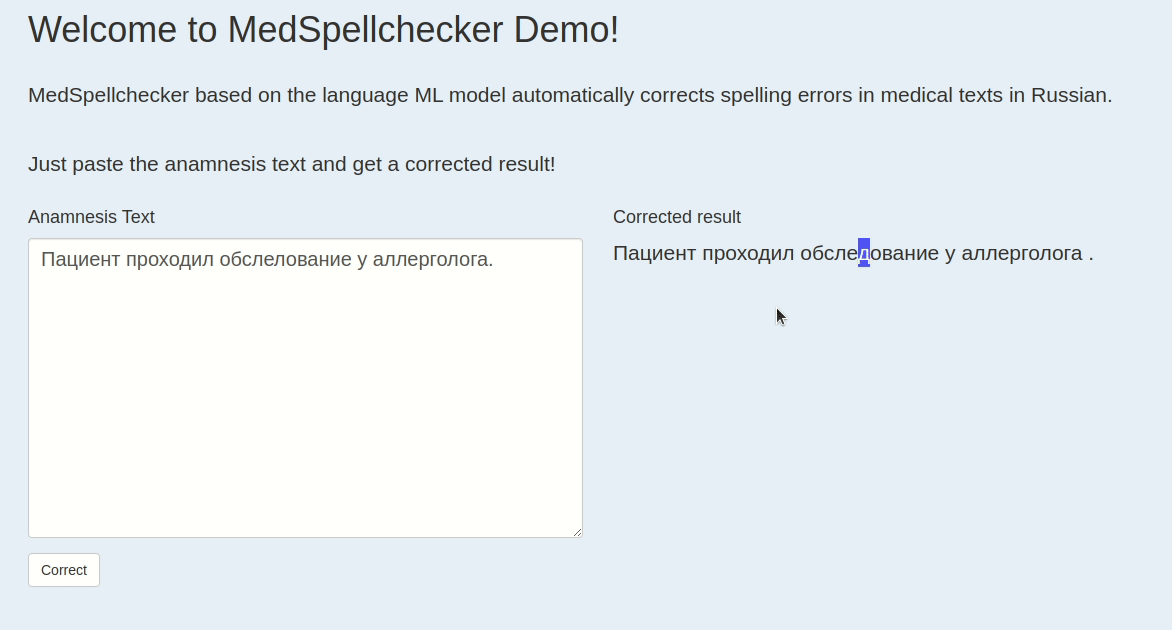 Welcome to MedSpellchecker Demo!
MedSpellchecker based on the language ML model automatically corrects spelling errors in medical texts in Russian.
Just paste the anamnesis text and get a corrected result!
Anamnesis Text
Corrected result
Пациент проходил обслелование у аллерголога.
Пациент проходил обследование у аллерголога .
Correct